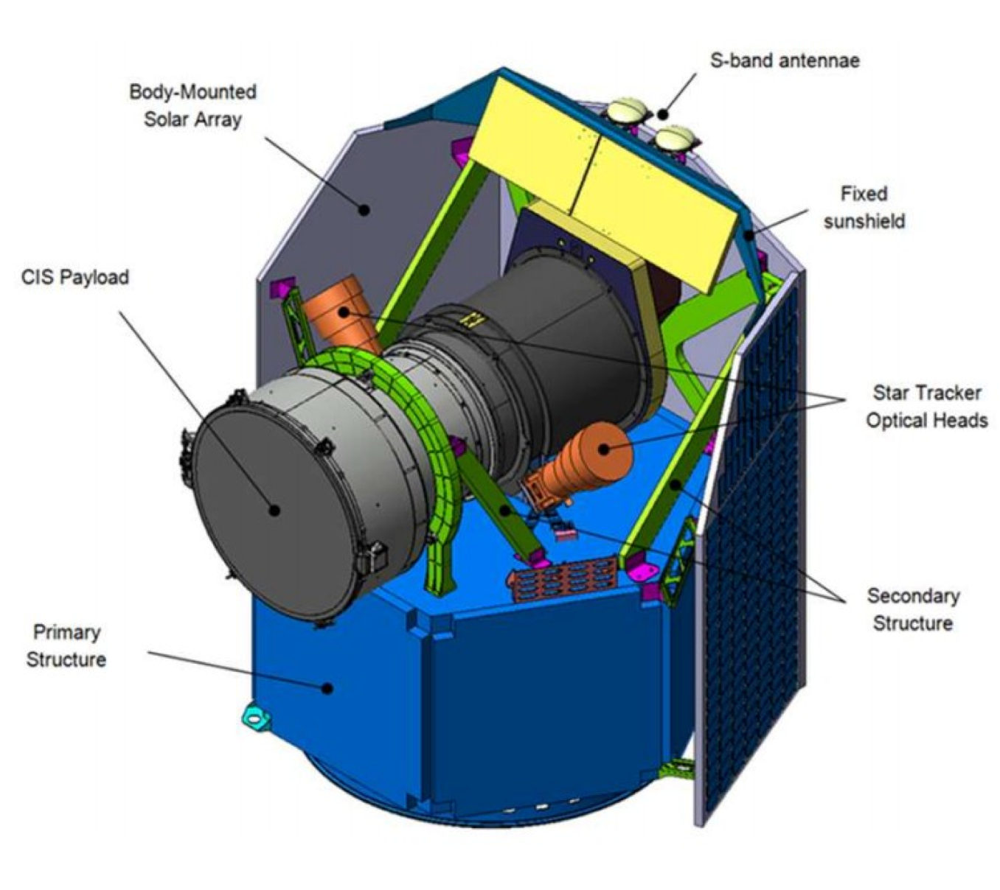 S-band antennae
Body-Mounted
Solar Array
Fixed
sunshield
CIS Payload
Star Tracker
Optical Heads
Secondary
Structure
Primary
Structure